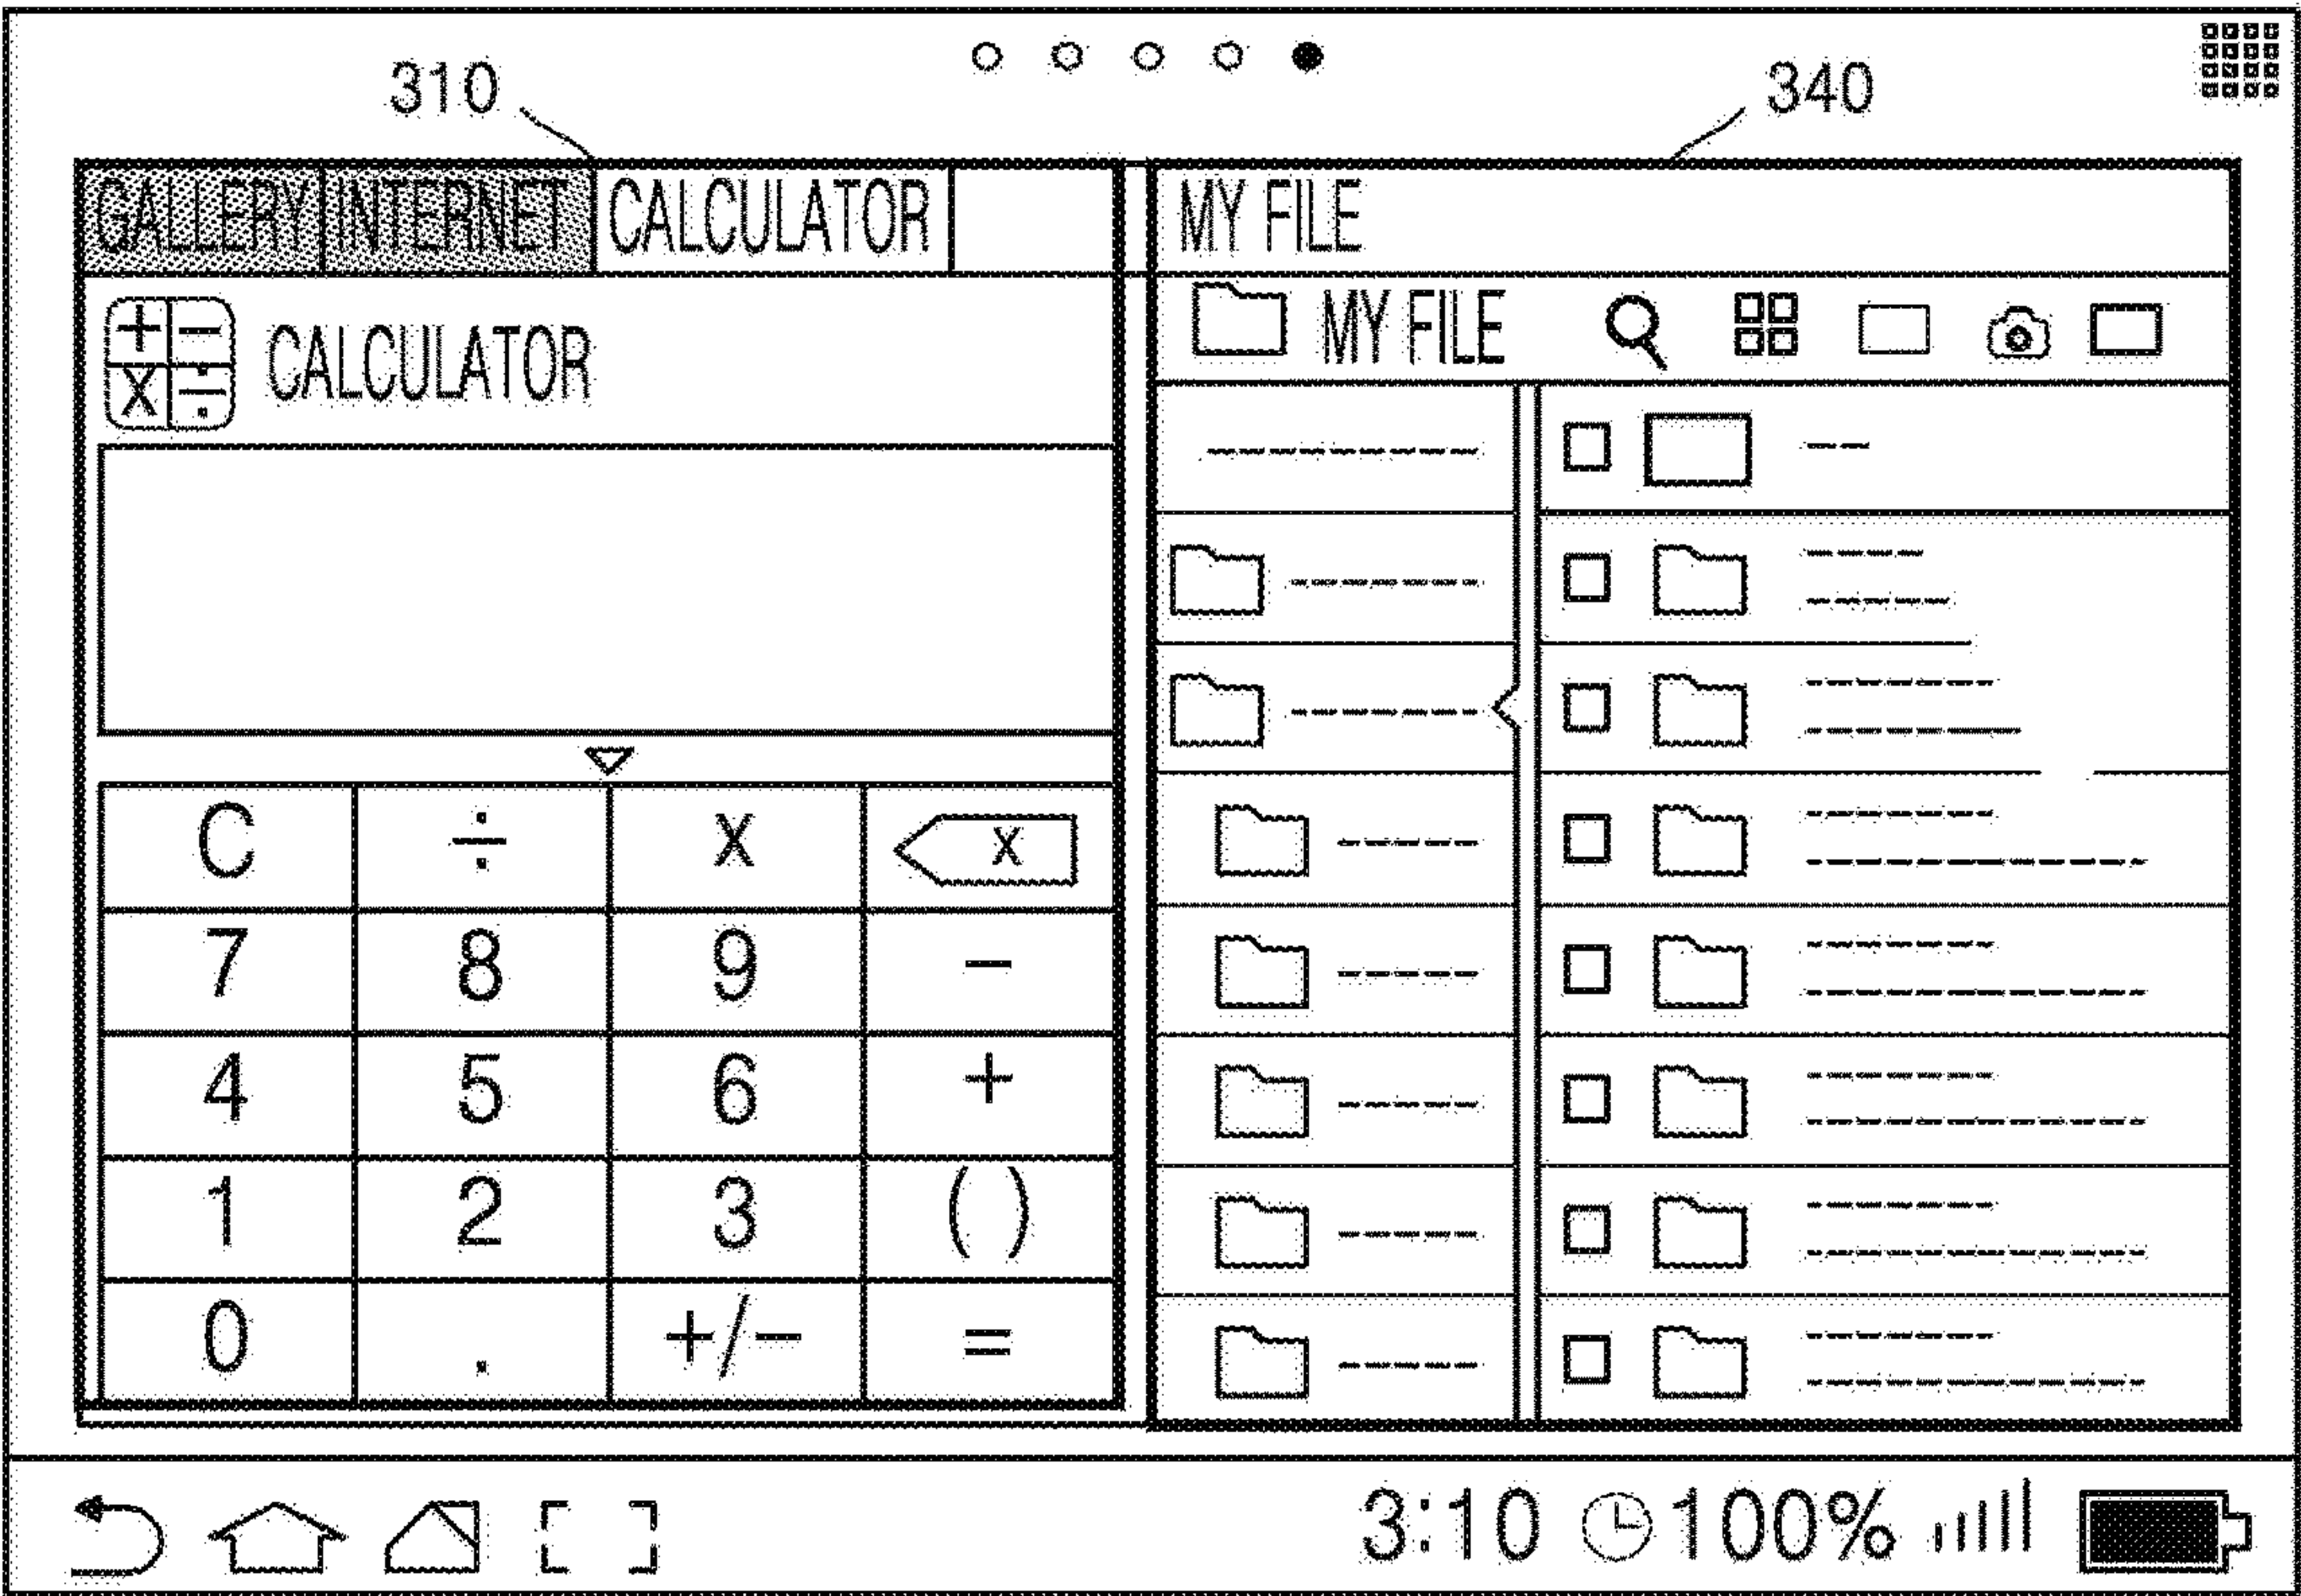 310
340
GALLERY INTERNET CALCULATOR
MY FILE
+ −
X ÷
CALCULATOR
MY FILE
C ÷ x x
7 8 9 −
4 5 6 +
1 2 3 ( )
0 . +/− =
3:10 100%